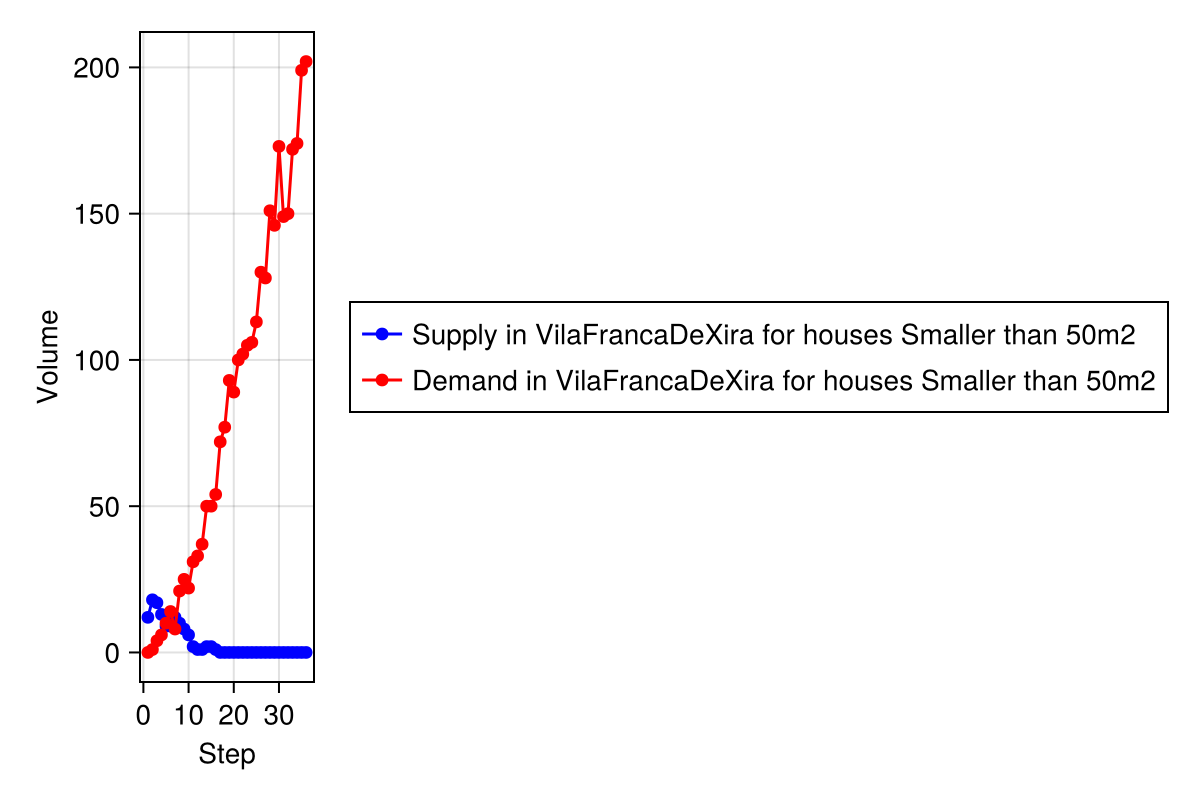 200
150
100
50
0
Volume
0 10 20 30
Step
Supply in VilaFrancaDeXira for houses Smaller than 50m2
Demand in VilaFrancaDeXira for houses Smaller than 50m2